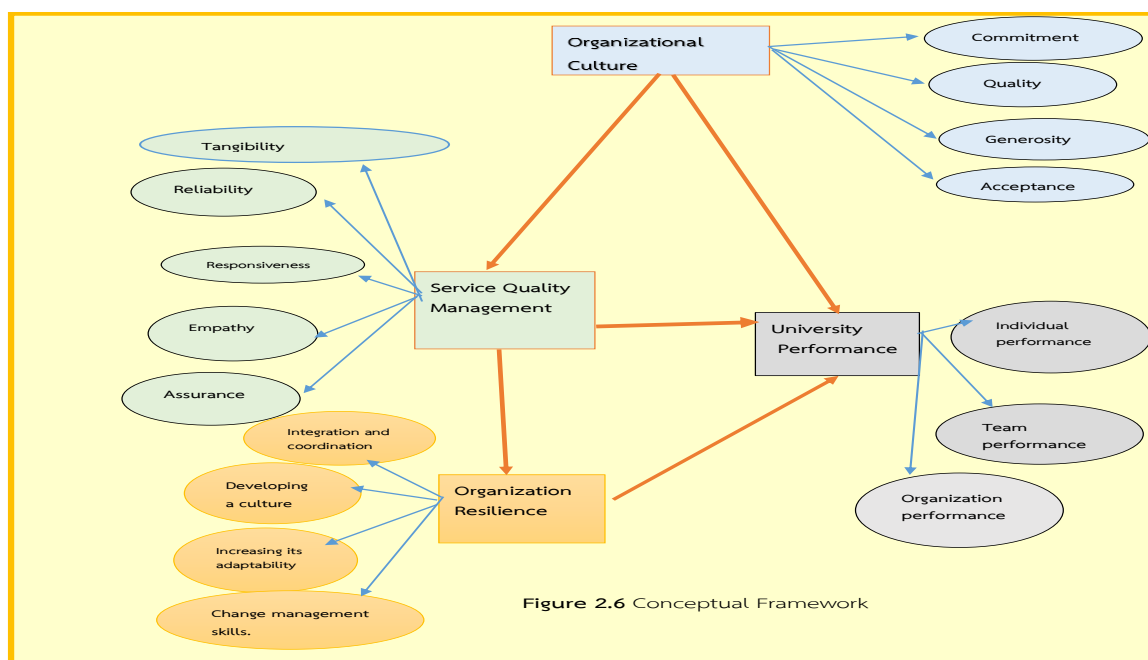 Organizational
Culture
Commitment
Quality
Generosity
Acceptance
Tangibility
Reliability
Responsiveness
Empathy
Assurance
Service Quality
Management
University
Performance
Individual
performance
Team
performance
Organization
performance
Integration and
coordination
Developing
a culture
Increasing its
adaptability
Change management
skills.
Organization
Resilience
Figure 2.6 Conceptual Framework